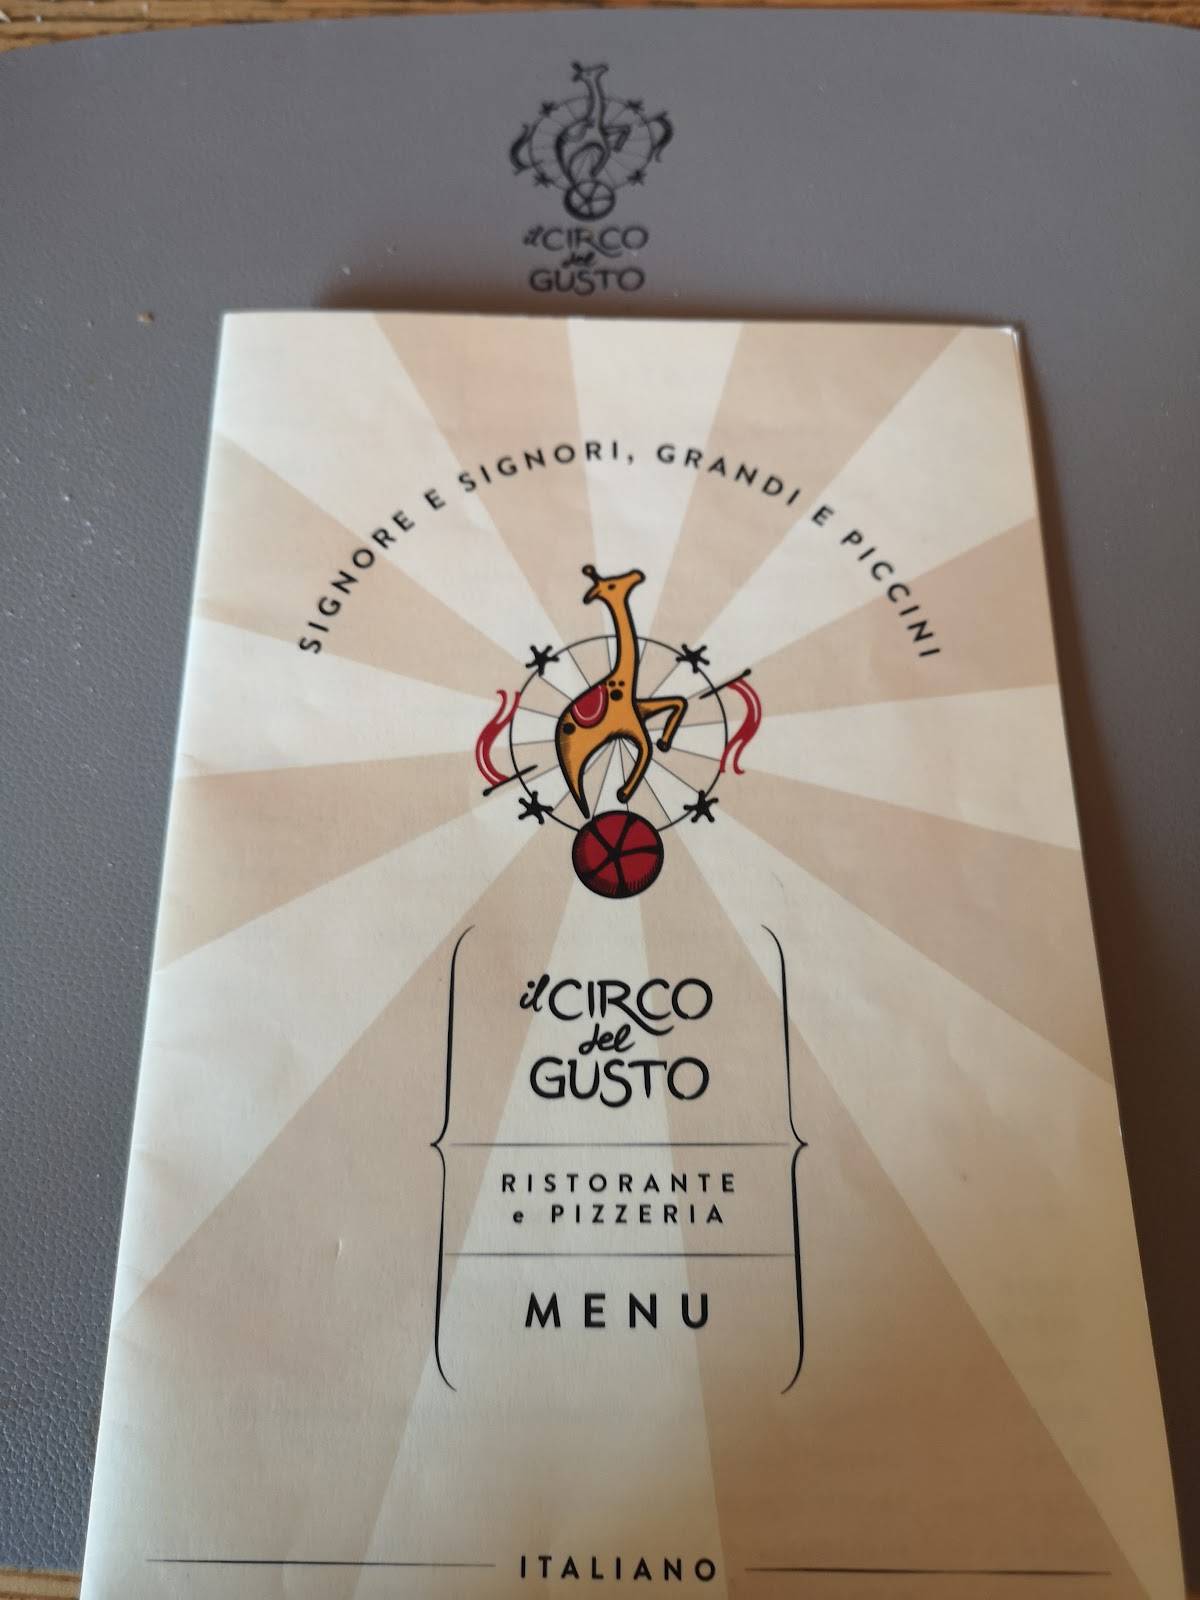 il CIRCO
del
GUSTO
SIGNORE E SIGNORI, GRANDI E PICCINI
il CIRCO
del
GUSTO
RISTORANTE
e PIZZERIA
MENU
ITALIANO